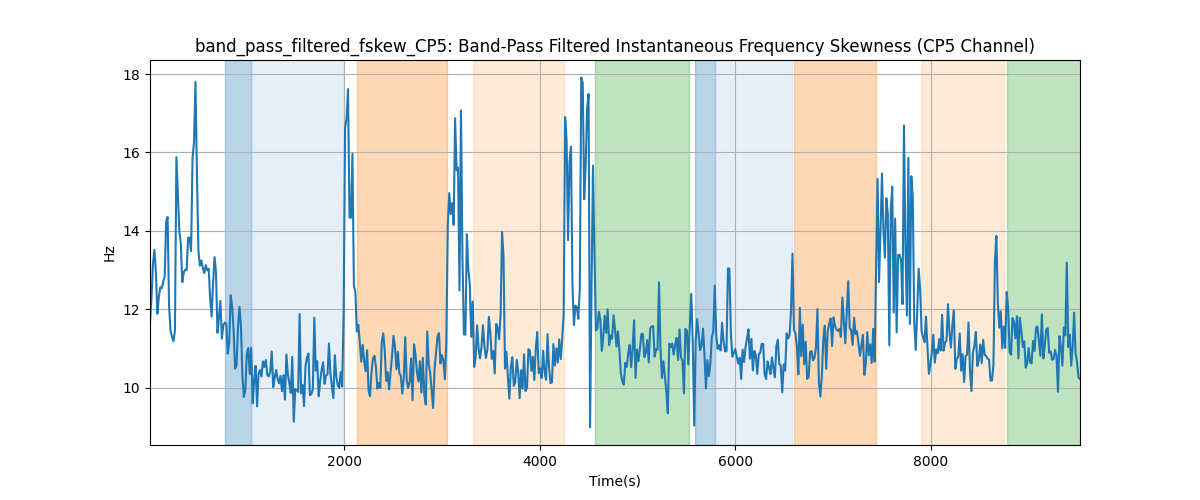 band_pass_filtered_fskew_CP5: Band-Pass Filtered Instantaneous Frequency Skewness (CP5 Channel)
18
16
14
12
10
Hz
2000 4000 6000 8000
Time(s)